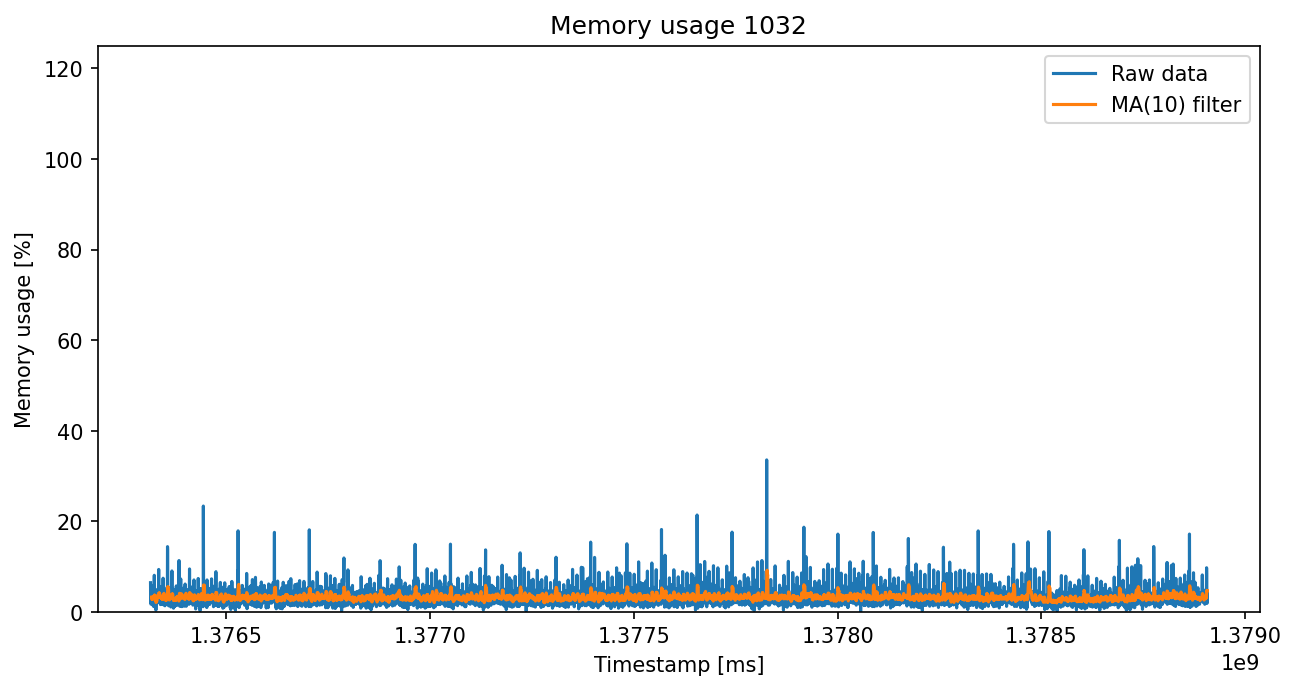 Memory usage 1032
Raw data
MA(10) filter
120
100
80
60
40
20
0
Memory usage [%]
1.3765 1.3770 1.3775 1.3780 1.3785 1.3790
1e9
Timestamp [ms]